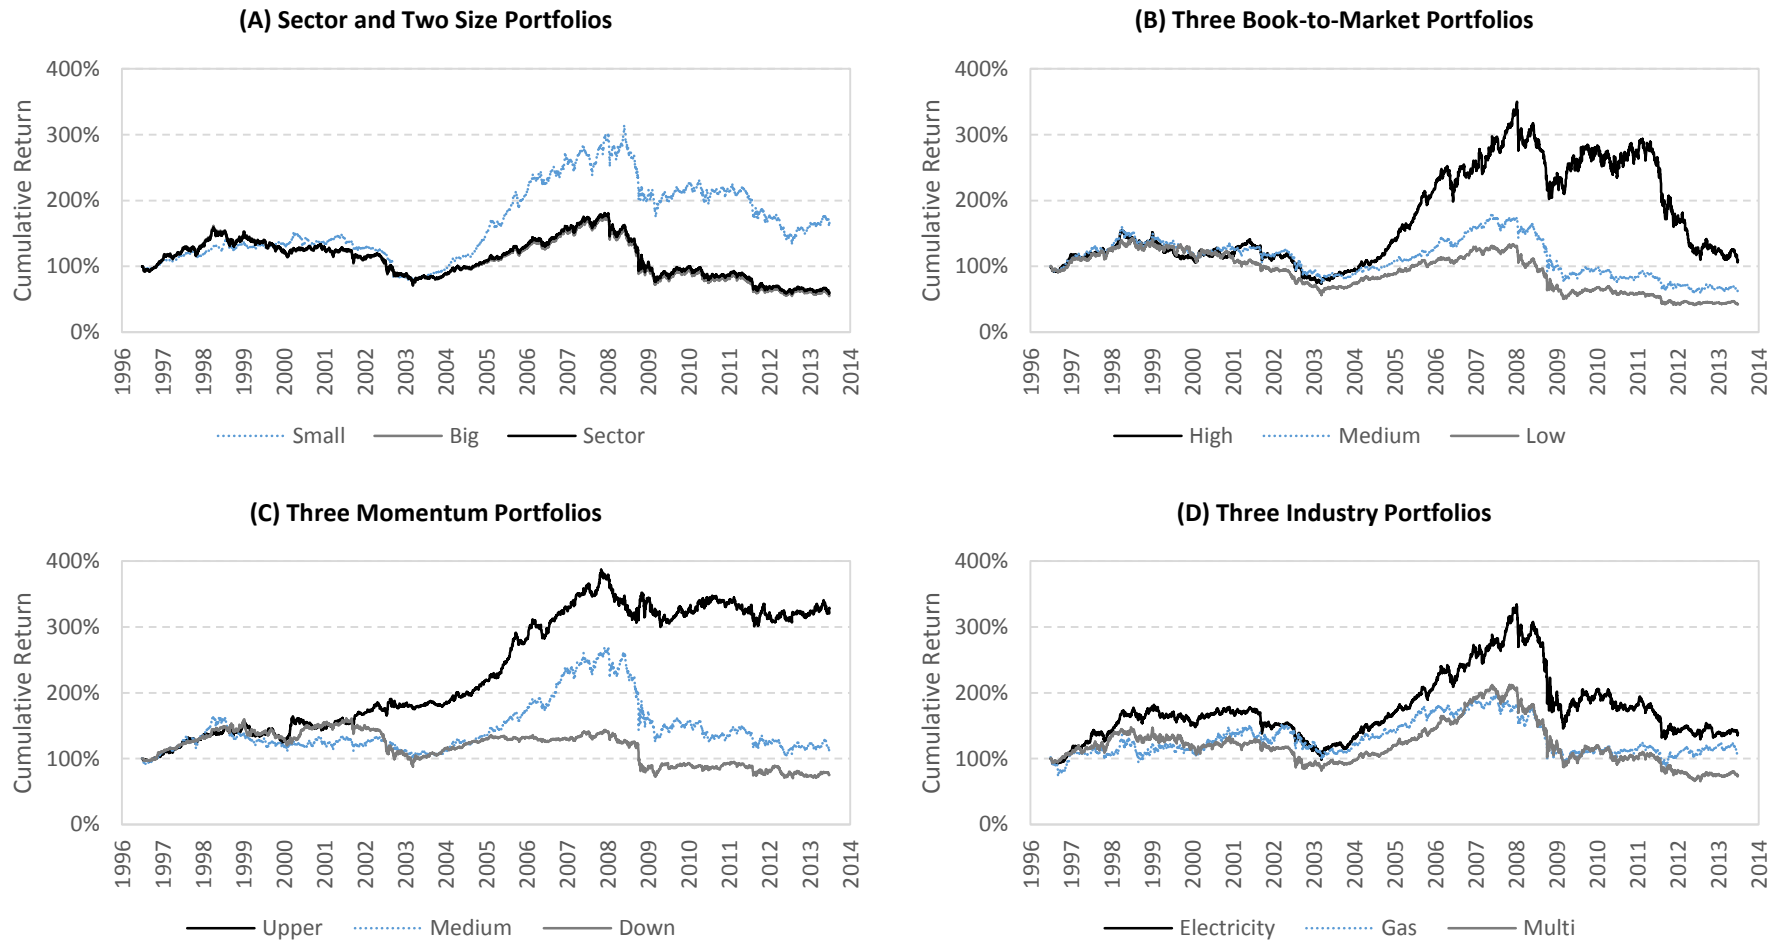 (A) Sector and Two Size Portfolios
Cumulative Return
400%
300%
200%
100%
0%
1996 1997 1998 1999 2000 2001 2002 2003 2004 2005 2006 2007 2008 2009 2010 2011 2012 2013 2014
Small Big Sector
(B) Three Book-to-Market Portfolios
Cumulative Return
400%
300%
200%
100%
0%
1996 1997 1998 1999 2000 2001 2002 2003 2004 2005 2006 2007 2008 2009 2010 2011 2012 2013 2014
High Medium Low
(C) Three Momentum Portfolios
Cumulative Return
400%
300%
200%
100%
0%
1996 1997 1998 1999 2000 2001 2002 2003 2004 2005 2006 2007 2008 2009 2010 2011 2012 2013 2014
Upper Medium Down
(D) Three Industry Portfolios
Cumulative Return
400%
300%
200%
100%
0%
1996 1997 1998 1999 2000 2001 2002 2003 2004 2005 2006 2007 2008 2009 2010 2011 2012 2013 2014
Electricity Gas Multi